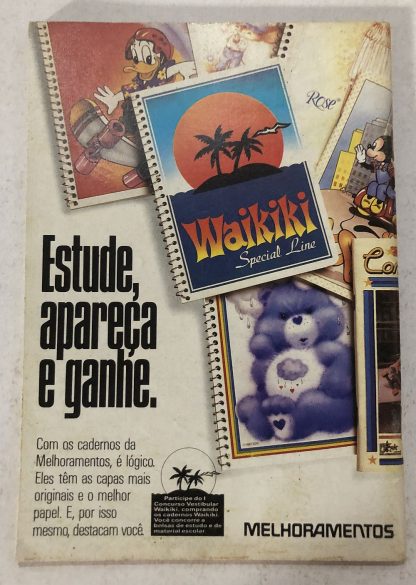 Rose
Waikiki
Special Line
Estude,
apareça
e ganhe.
Com os cadernos da
Melhoramentos, é lógico.
Eles têm as capas mais
originais e o melhor
papel. E, por isso
mesmo, destacam você.
Participe do I
Concurso Vestibular
Waikiki, comprando
os cadernos Waikiki.
Você concorre a
bolsas de estudo e de
material escolar
MELHORAMENTOS